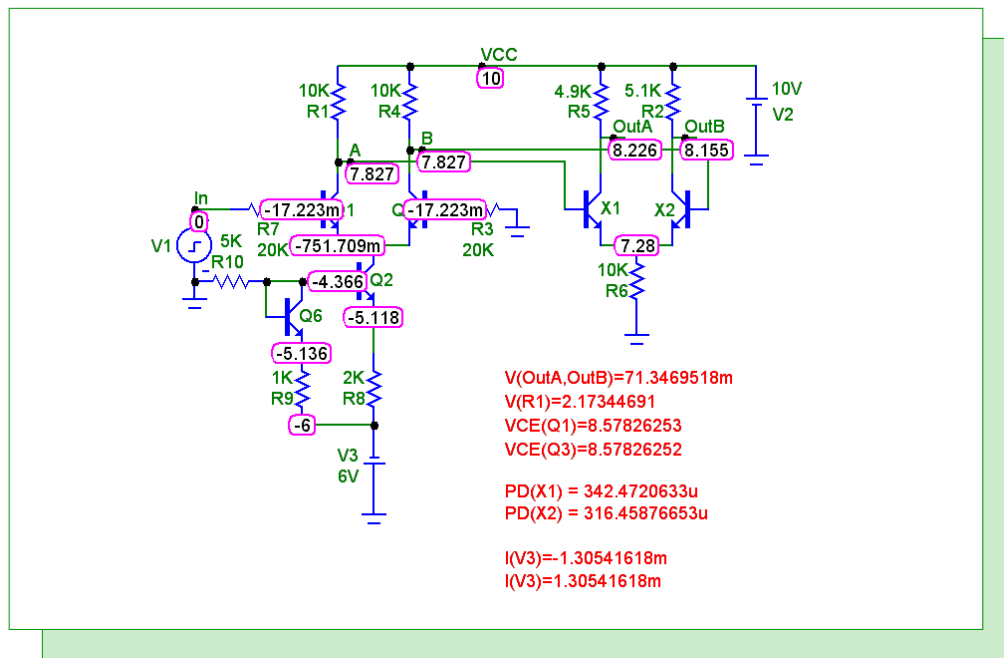 VCC
10
10K
R1
10K
R4
4.9K
R5
5.1K
R2
10V
V2
OutA
OutB
A
B
8.226
8.155
7.827
7.827
In
0
-17.223m
1
Q
-17.223m
X1
X2
R7
20K
R3
20K
V1
5K
R10
-751.709m
7.28
10K
R6
-4.366
Q2
Q6
-5.118
-5.136
1K
R9
2K
R8
-6
V3
6V
V(OutA,OutB)=71.3469518m
V(R1)=2.17344691
VCE(Q1)=8.57826253
VCE(Q3)=8.57826252
PD(X1) = 342.4720633u
PD(X2) = 316.45876653u
I(V3)=-1.30541618m
I(V3)=1.30541618m